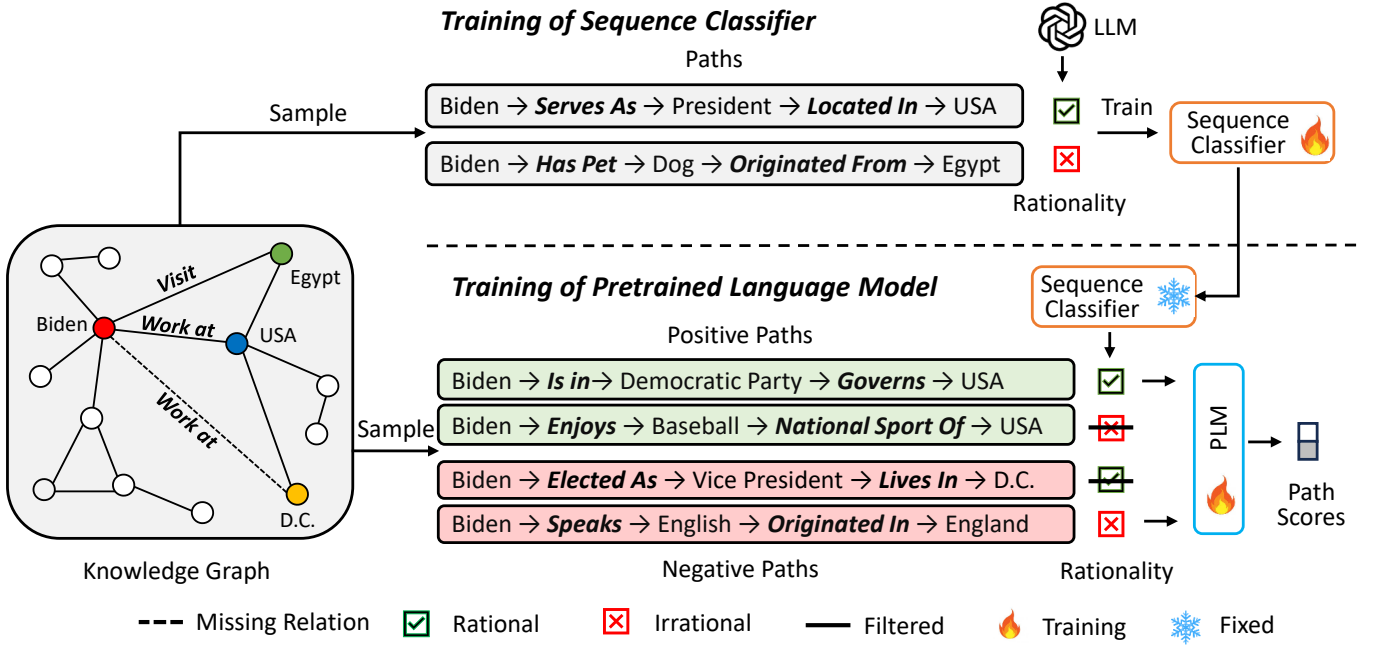 Training of Sequence Classifier
LLM
Paths
Sample
Biden → Serves As → President → Located In → USA
Biden → Has Pet → Dog → Originated From → Egypt
Train
Sequence
Classifier
Rationality
Visit
Egypt
Biden
Work at
USA
Work at
D.C.
Knowledge Graph
Training of Pretrained Language Model
Sequence
Classifier
Positive Paths
Sample
Biden → Is in→ Democratic Party → Governs → USA
Biden → Enjoys → Baseball → National Sport Of → USA
Biden → Elected As → Vice President → Lives In → D.C.
Biden → Speaks → English → Originated In → England
Negative Paths
Rationality
PLM
Path
Scores
Missing Relation
Rational
Irrational
Filtered
Training
Fixed